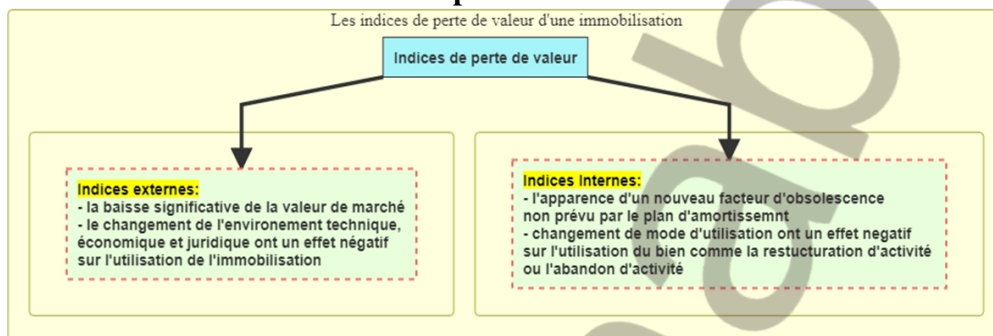 Les indices de perte de valeur d'une immobilisation
Indices de perte de valeur
Indices externes:
- la baisse significative de la valeur de marché
- le changement de l'environement technique,
économique et juridique ont un effet négatif
sur l'utilisation de l'immobilisation
Indices Internes:
- l'apparence d'un nouveau facteur d'obsolescence
non prévu par le plan d'amortissemnt
- changement de mode d'utilisation ont un effet negatif
sur l'utilisation du bien comme la restucturation d'activité
ou l'abandon d'activité